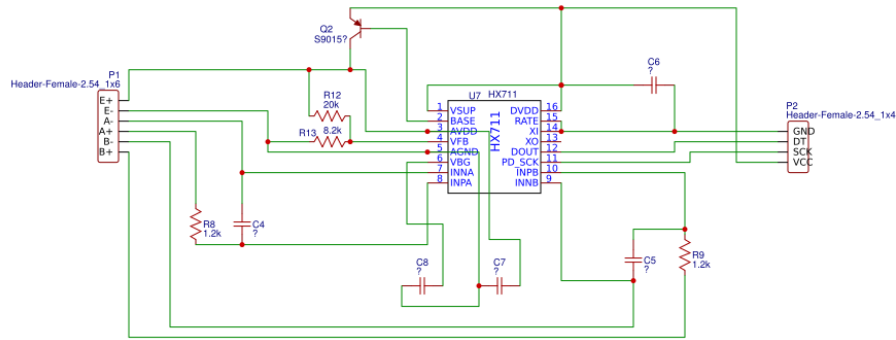 Q2
S9015?
P1
Header-Female-2.54_1x6
E+
E-
A-
A+
B-
B+
R12
20k
R13
8.2k
R8
1.2k
C4
?
C8
?
C7
?
U7
HX711
HX711
1
2
3
4
5
6
7
8
VSUP
BASE
AVDD
VFB
AGND
VBG
INNA
INPA
DVDD
RATE
XI
XO
DOUT
PD_SCK
INPB
INNB
16
15
14
13
12
11
10
9
C6
?
C5
?
R9
1.2k
P2
Header-Female-2.54_1x4
GND
DT
SCK
VCC